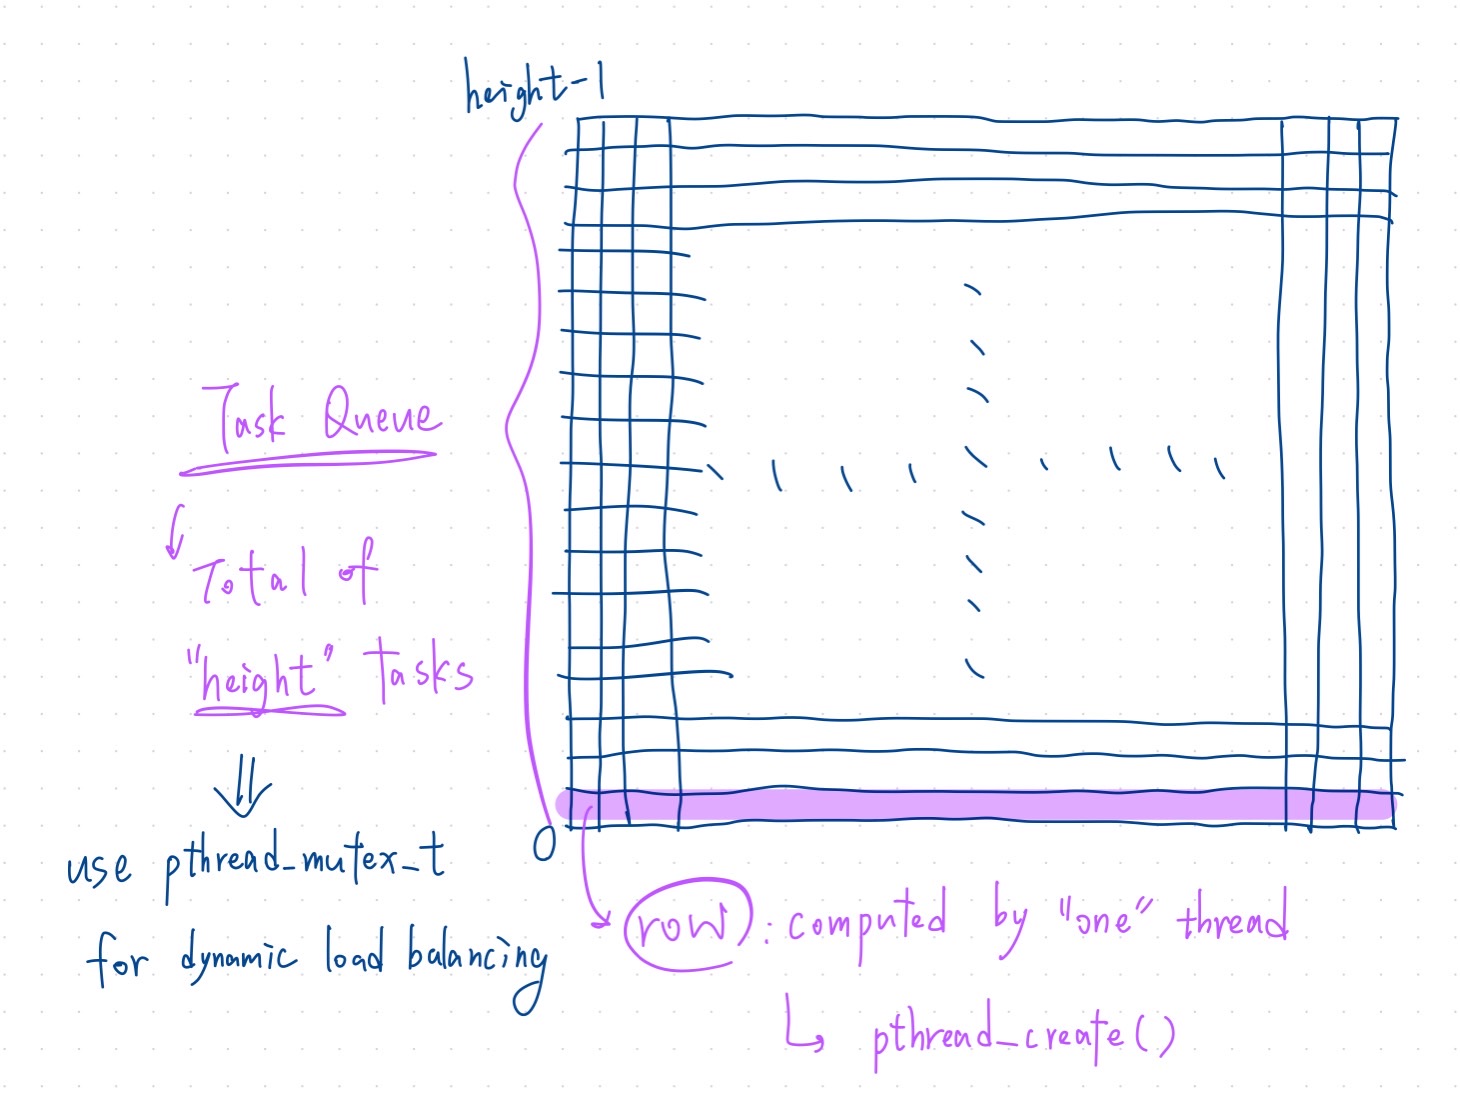 height-1
Task Queue
Total of
"height" Tasks
use pthread_mutex_t
for dynamic load balancing
0
row : computed by "one" thread
pthread_create()